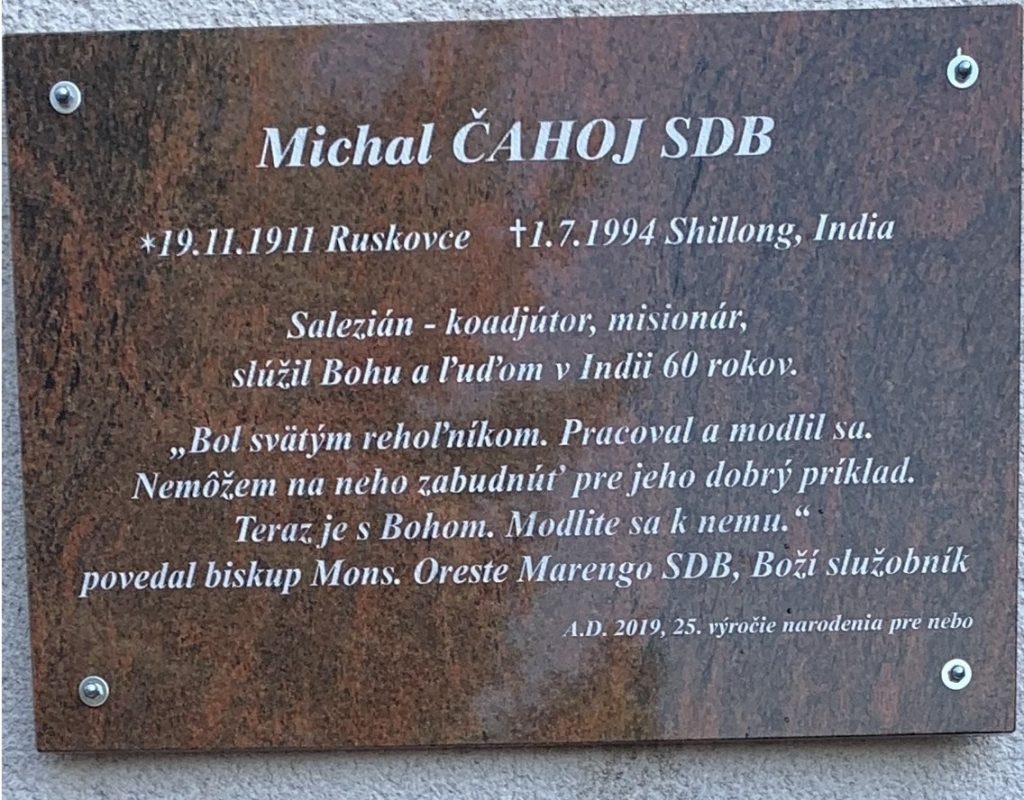 Michal ČAHOJ SDB
*19.11.1911 Ruskovce †1.7.1994 Shillong, India
Salezián - koadjútor, misionár,
slúžil Bohu a ľuďom v Indii 60 rokov.
„Bol svätým rehoľníkom. Pracoval a modlil sa.
Nemôžem na neho zabudnúť pre jeho dobrý príklad.
Teraz je s Bohom. Modlite sa k nemu.“
povedal biskup Mons. Oreste Marengo SDB, Boží služobník
A.D. 2019, 25. výročie narodenia pre nebo